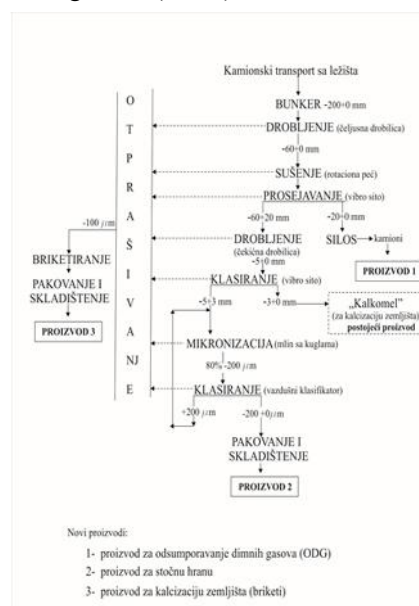 Kamionski transport sa ležišta
BUNKER -200+0 mm
DROBLJENJE (čeljusna drobilica)
-60+0 mm
SUŠENJE (rotaciona peć)
PROSEJAVANJE (vibro sito)
-60+20 mm
-20+0 mm
DROBLJENJE
(čekična drobilica)
-5+0 mm
SILOS
kamioni
PROIZVOD 1
KLASIRANJE (vibro sito)
-5+3 mm
-3+0 mm
„Kalkomel”
(za kalcizaciju zemljišta)
postojeći proizvod
MIKRONIZACIJA (mlin sa kuglama)
80% -200 µm
KLASIRANJE (vazdušni klasifikator)
+200 µm
-200 +0µm
PAKOVANJE I
SKLADIŠTENJE
PROIZVOD 2
O
T
P
R
A
Š
I
V
A
NJ
E
-100 µm
BRIKETIRANJE
PAKOVANJE I
SKLADIŠTENJE
PROIZVOD 3
Novi proizvodi:
1- proizvod za odsumporavanje dimnih gasova (ODG)
2- proizvod za stočnu hranu
3- proizvod za kalcizaciju zemljišta (briketi)